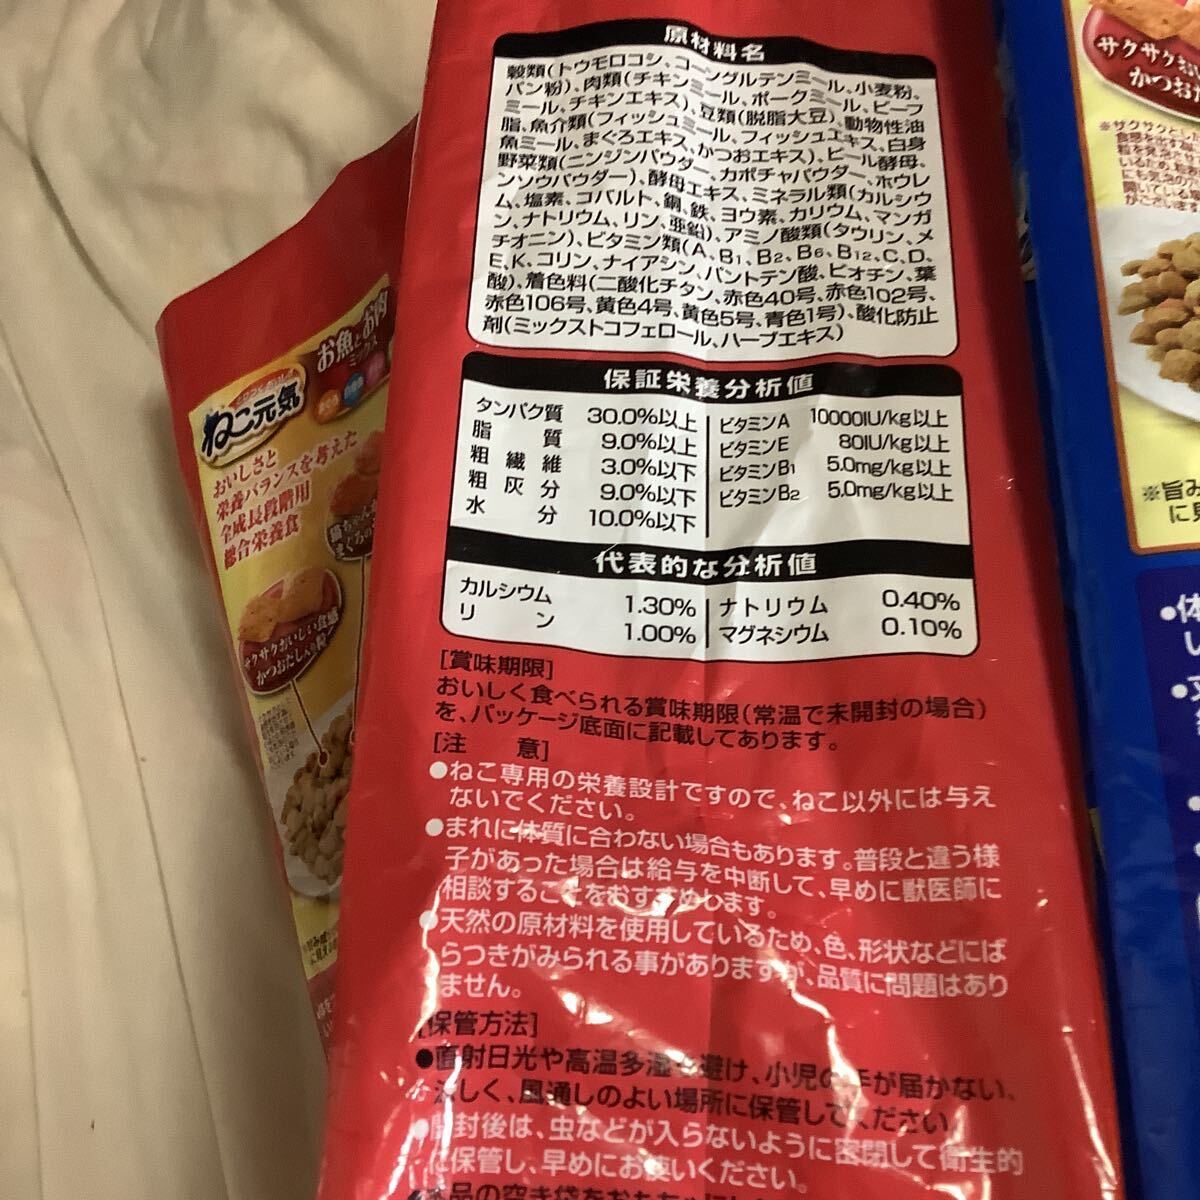 原材料名
穀類(トウモロコシ、コーングルテンミール、小麦粉、
パン粉)、肉類(チキンミール、ポークミール、ビーフ
ミール、チキンエキス)、豆類(脱脂大豆)、動物性油
脂、魚介類(フィッシュミール、フィッシュエキス、白身
魚ミール、まぐろエキス、かつおエキス)、ビール酵母、
野菜類(ニンジンパウダー、カボチャパウダー、ホウレ
ンソウパウダー)、酵母エキス、ミネラル類(カルシウ
ム、塩素、コバルト、銅、鉄、ヨウ素、カリウム、マンガ
ン、ナトリウム、リン、亜鉛)、アミノ酸類(タウリン、メ
チオニン)、ビタミン類(A、B1、B2、B6、B12、C、D、
E、K、コリン、ナイアシン、パントテン酸、ビオチン、葉
酸)、着色料(二酸化チタン、赤色40号、赤色102号、
赤色106号、黄色4号、黄色5号、青色1号)、酸化防止
剤(ミックストコフェロール、ハーブエキス)
保証栄養分析値
タンパク質 30.0%以上 ビタミンA 10000IU/kg以上
脂質 9.0%以上 ビタミンE 80IU/kg以上
粗繊維 3.0%以下 ビタミンB1 5.0mg/kg以上
粗灰分 9.0%以下 ビタミンB2 5.0mg/kg以上
水分 10.0%以下
代表的な分析値
カルシウム 1.30% ナトリウム 0.40%
リン 1.00% マグネシウム 0.10%
[賞味期限]
おいしく食べられる賞味期限(常温で未開封の場合)
を、パッケージ底面に記載してあります。
[注意]
●ねこ専用の栄養設計ですので、ねこ以外には与え
ないでください。
●まれに体質に合わない場合もあります。普段と違う様
子があった場合は給与を中断して、早めに獣医師に
相談することをおすすめします。
●天然の原材料を使用しているため、色、形状などにば
らつきがみられる事がありますが、品質に問題はあり
ません。
[保管方法]
●直射日光や高温多湿を避け、小児の手が届かない、
涼しく、風通しのよい場所に保管してください。
●開封後は、虫などが入らないように密閉して衛生的
に保管し、早めにお使いください。
ねこ元気
お魚とお肉
ミックス
おいしさと
栄養バランスを考えた
全成長段階用
総合栄養食
サクサクおいしい食感
かつおだし入り粒
サクサクおい
かつおだ
※サクサクとした
※旨み
に見
●体
い